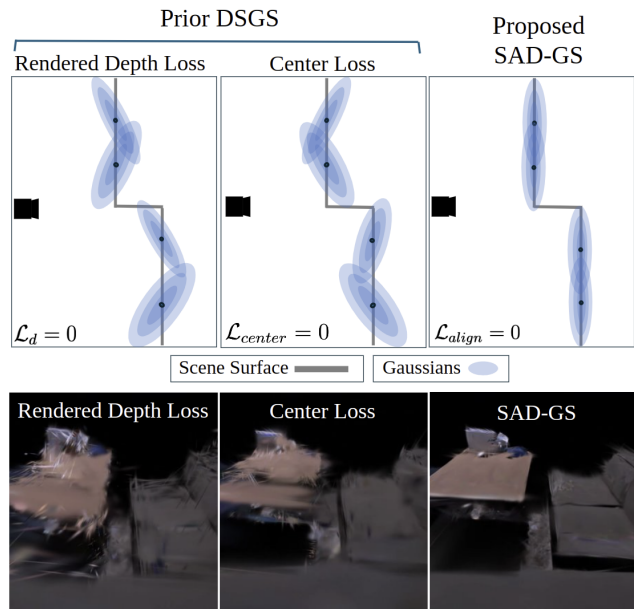 Prior DSGS
Proposed
SAD-GS
Rendered Depth Loss
Center Loss
ℒ_d = 0
ℒ_center = 0
ℒ_align = 0
Scene Surface
Gaussians
Rendered Depth Loss
Center Loss
SAD-GS